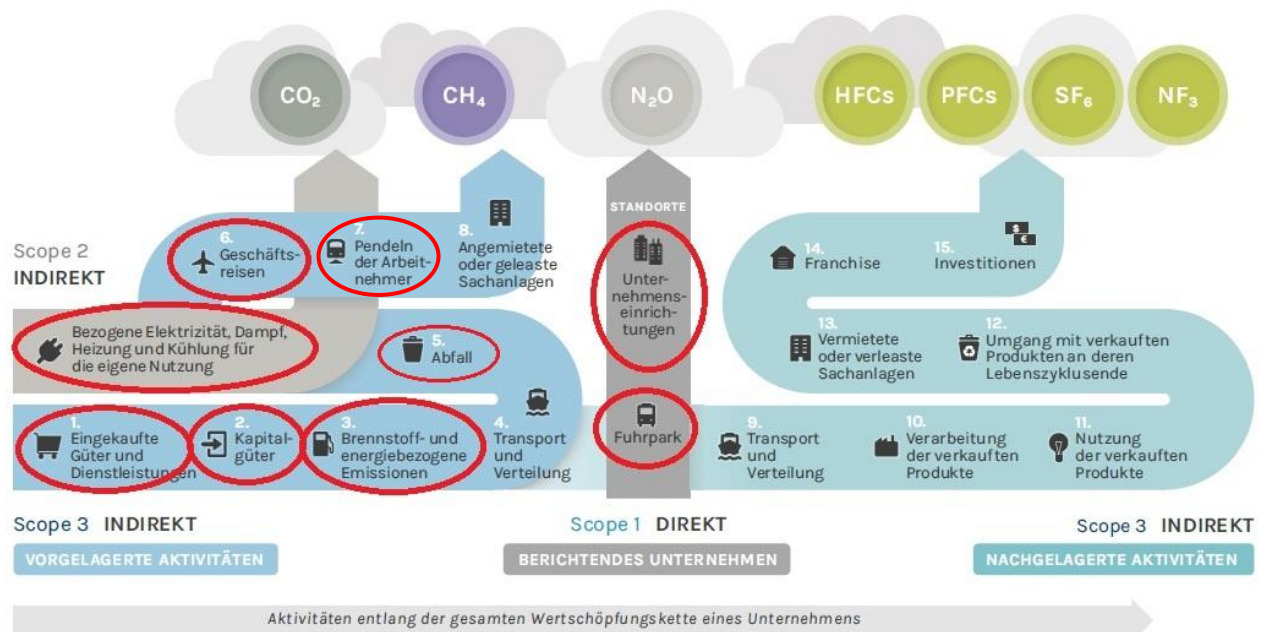 CO₂
CH₄
N₂O
HFCs
PFCs
SF₆
NF₃
Scope 2
INDIREKT
6.
Geschäfts-
reisen
7.
Pendeln
der Arbeit-
nehmer
8.
Angemietete
oder geleaste
Sachanlagen
STANDORTE
Unter-
nehmens-
einrich-
tungen
14.
Franchise
15.
$
€
Investitionen
Bezogene Elektrizität, Dampf,
Heizung und Kühlung für
die eigene Nutzung
5.
Abfall
13.
Vermietete
oder verleaste
Sachanlagen
12.
Umgang mit verkauften
Produkten an deren
Lebenszyklusende
1.
Eingekaufte
Güter und
Dienstleistungen
2.
Kapital-
güter
3.
Brennstoff- und
energiebezogene
Emissionen
4.
Transport
und
Verteilung
Fuhrpark
9.
Transport
und
Verteilung
10.
Verarbeitung
der verkauften
Produkte
11.
Nutzung
der verkauften
Produkte
Scope 3 INDIREKT
Scope 1 DIREKT
Scope 3 INDIREKT
VORGELAGERTE AKTIVITÄTEN
BERICHTENDES UNTERNEHMEN
NACHGELAGERTE AKTIVITÄTEN
Aktivitäten entlang der gesamten Wertschöpfungskette eines Unternehmens